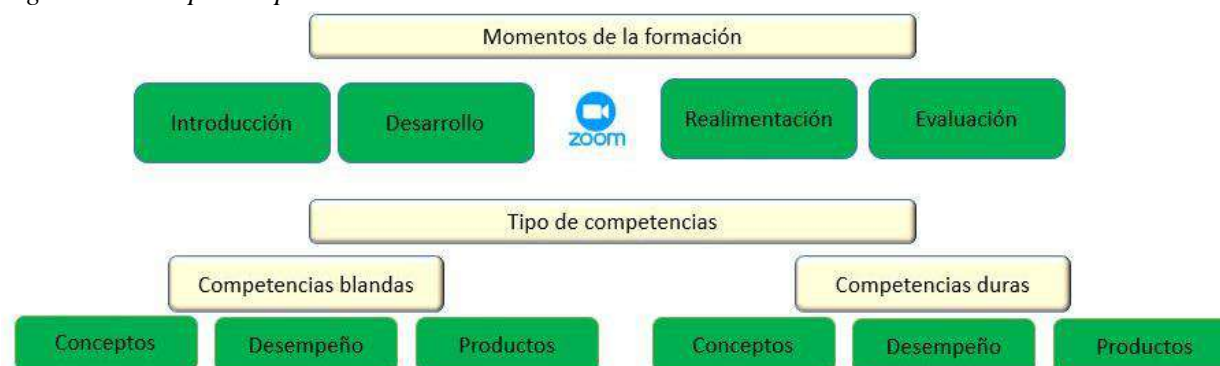 Momentos de la formación
Introducción Desarrollo zoom Realimentación Evaluación
Tipo de competencias
Competencias blandas Competencias duras
Conceptos Desempeño Productos Conceptos Desempeño Productos